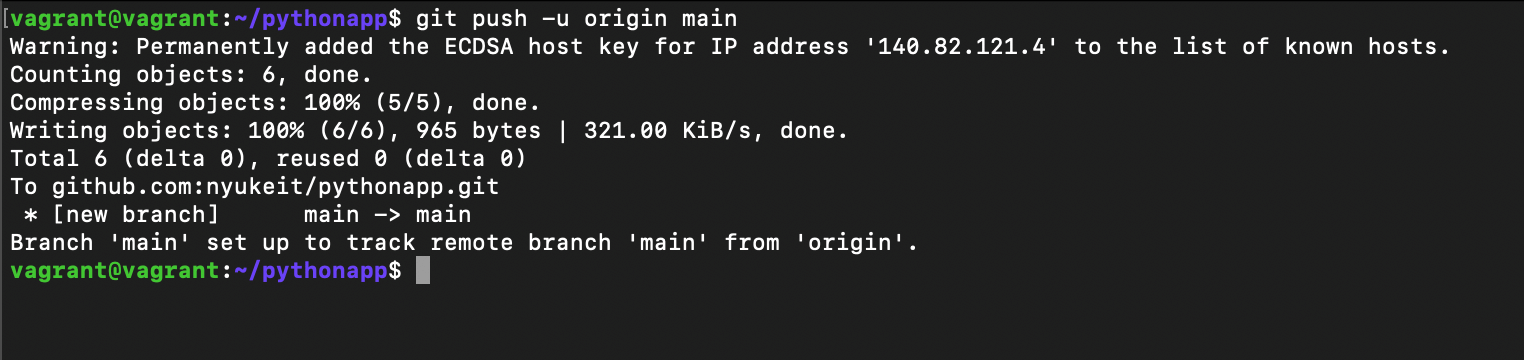 [vagrant@vagrant:~/pythonapp$ git push -u origin main
Warning: Permanently added the ECDSA host key for IP address '140.82.121.4' to the list of known hosts.
Counting objects: 6, done.
Compressing objects: 100% (5/5), done.
Writing objects: 100% (6/6), 965 bytes | 321.00 KiB/s, done.
Total 6 (delta 0), reused 0 (delta 0)
To github.com:nyukeit/pythonapp.git
 * [new branch]      main -> main
Branch 'main' set up to track remote branch 'main' from 'origin'.
vagrant@vagrant:~/pythonapp$